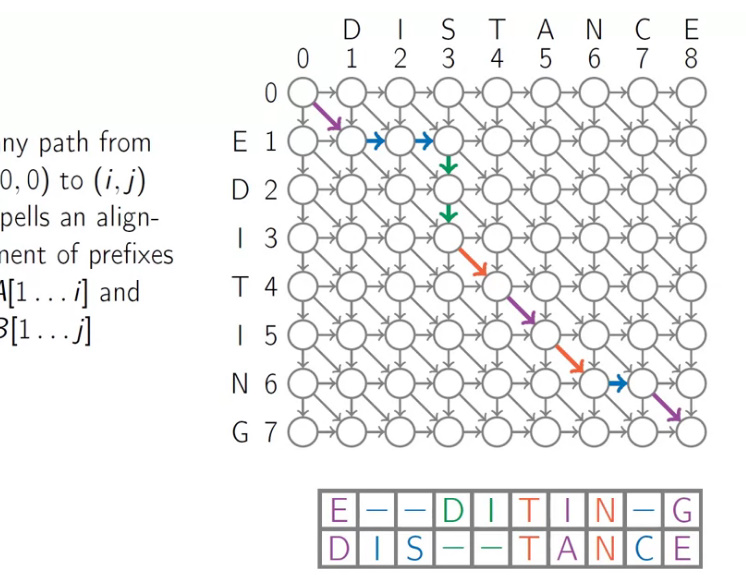 D I S T A N C E
0 1 2 3 4 5 6 7 8
0
E 1
D 2
I 3
T 4
I 5
N 6
G 7
ny path from
0, 0) to (i, j)
pells an align-
ment of prefixes
A[1 . . . i] and
B[1 . . . j]
E – – D I T I N – G
D I S – – T A N C E